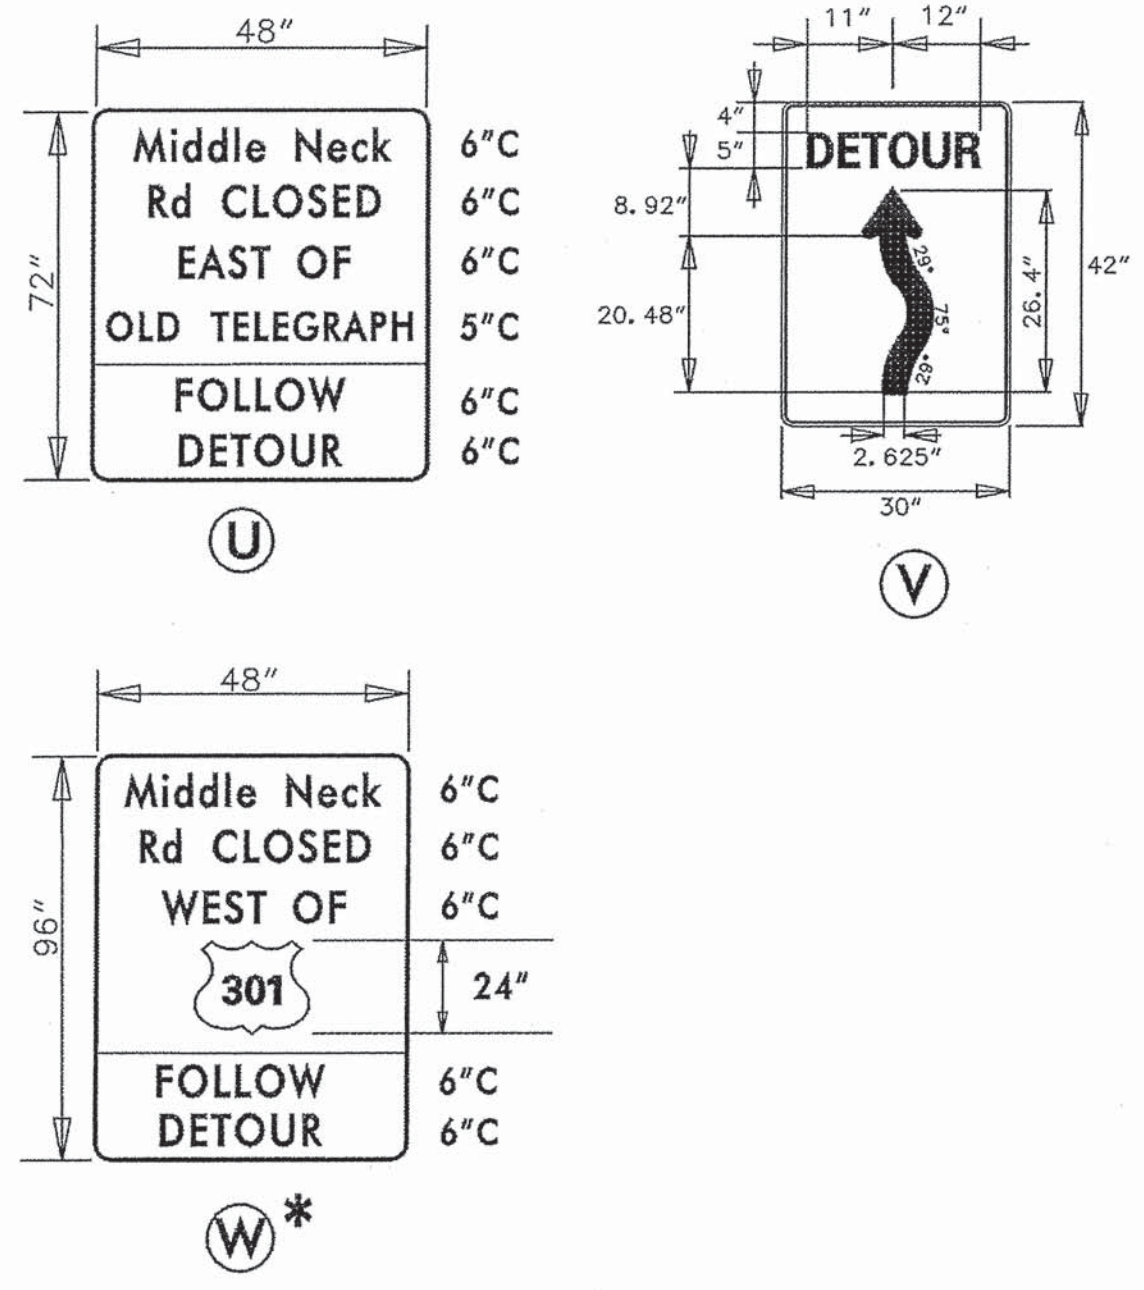 48"
72"
Middle Neck 6"C
Rd CLOSED 6"C
EAST OF 6"C
OLD TELEGRAPH 5"C
FOLLOW 6"C
DETOUR 6"C
U
11" 12"
4"
5"
DETOUR
8.92"
20.48"
29°
75°
29°
26.4"
42"
2.625"
30"
V
48"
96"
Middle Neck 6"C
Rd CLOSED 6"C
WEST OF 6"C
301 24"
FOLLOW 6"C
DETOUR 6"C
W *